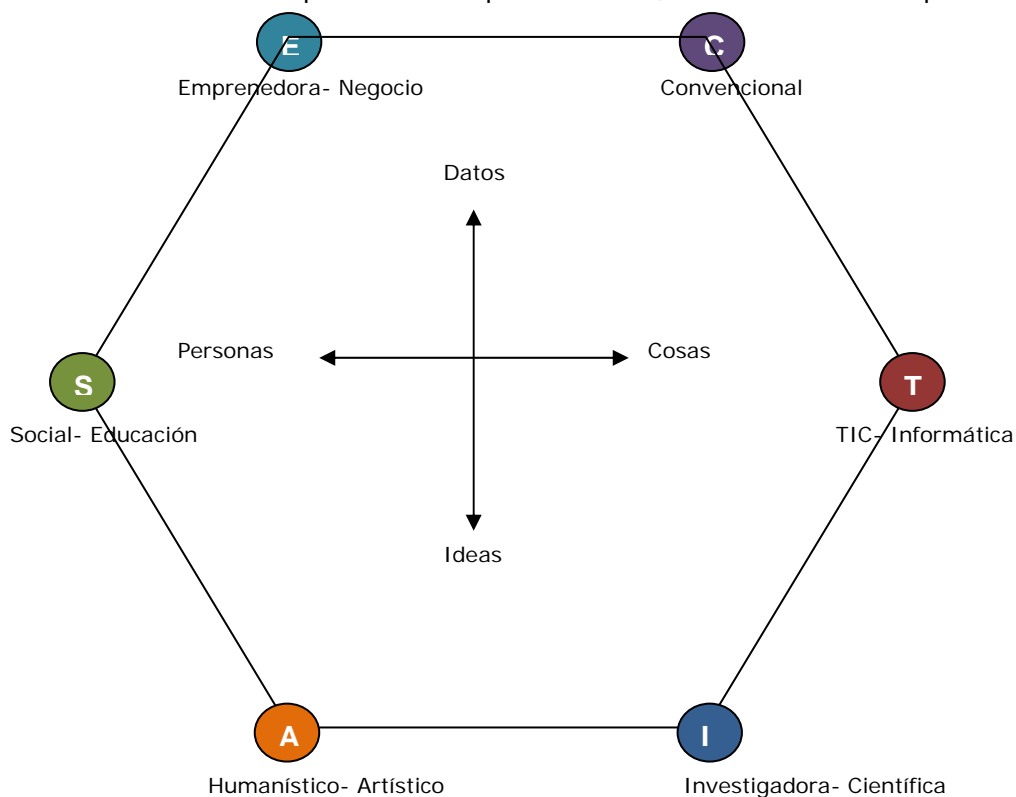 E
C
Emprenedora- Negocio
Convencional
Datos
Personas
Cosas
S
T
Social- Educación
TIC- Informática
Ideas
A
I
Humanístico- Artístico
Investigadora- Científica